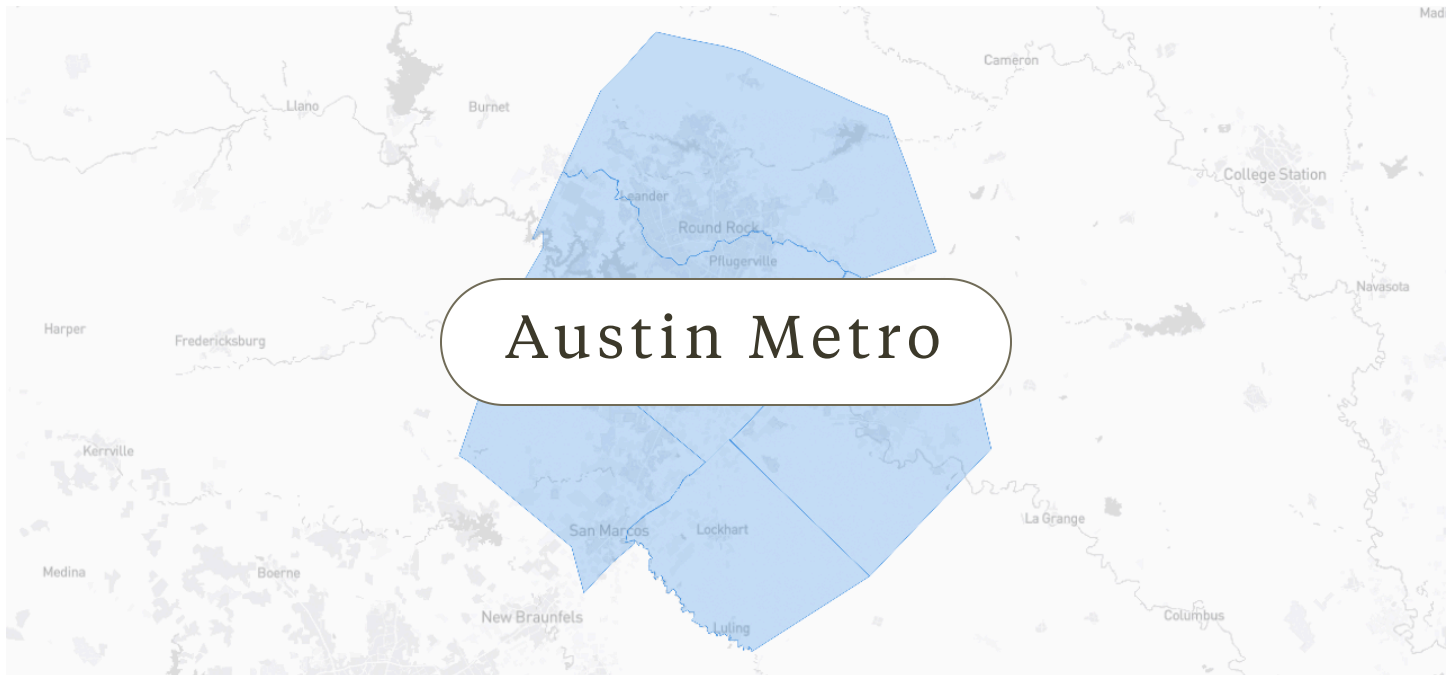 Mad
Cameron
Llano
Burnet
College Station
Leander
Round Rock
Pflugerville
Navasota
Harper
Fredericksburg
Austin Metro
Kerrville
La Grange
San Marcos
Lockhart
Medina
Boerne
New Braunfels
Columbus
Luling